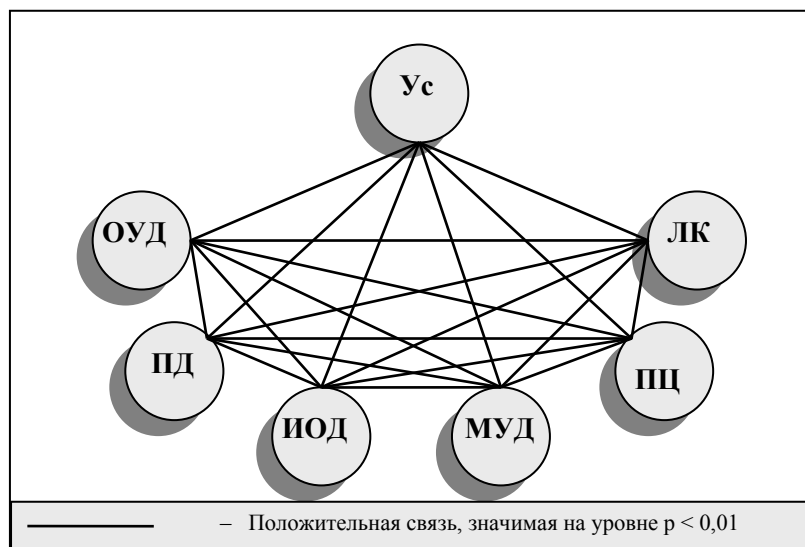 Ус
ОУД
ЛК
ПД
ПЦ
ИОД
МУД
– Положительная связь, значимая на уровне p < 0,01